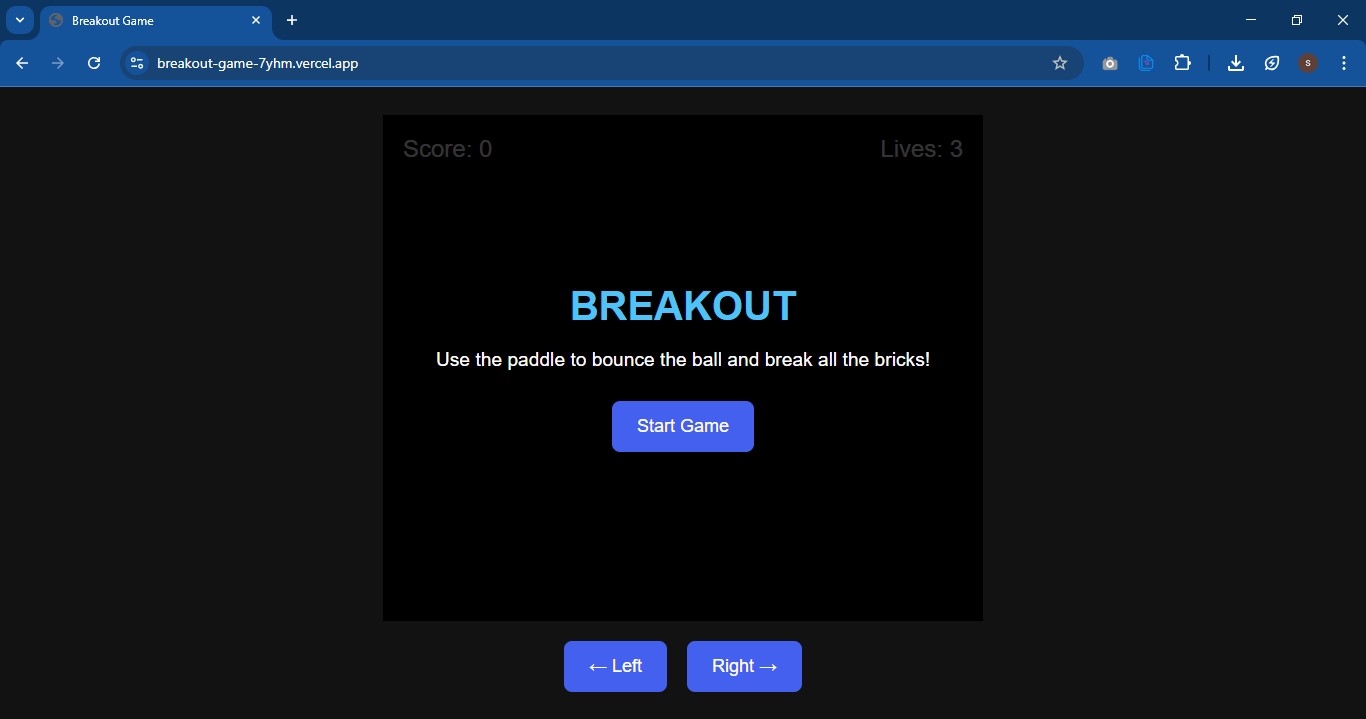 Breakout Game
breakout-game-7yhm.vercel.app
s
Score: 0
Lives: 3
BREAKOUT
Use the paddle to bounce the ball and break all the bricks!
Start Game
← Left
Right →